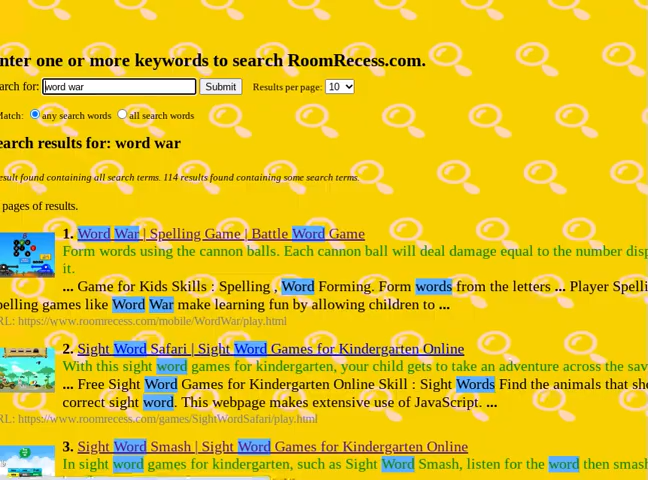 nter one or more keywords to search RoomRecess.com.
arch for: word war Submit Results per page: 10
Match: any search words all search words
earch results for: word war
esult found containing all search terms. 114 results found containing some search terms.
pages of results.
1. Word War | Spelling Game | Battle Word Game
Form words using the cannon balls. Each cannon ball will deal damage equal to the number disp
it.
... Game for Kids Skills : Spelling , Word Forming. Form words from the letters ... Player Spelli
pelling games like Word War make learning fun by allowing children to ...
RL: https://www.roomrecess.com/mobile/WordWar/play.html
2. Sight Word Safari | Sight Word Games for Kindergarten Online
With this sight word games for kindergarten, your child gets to take an adventure across the sav
... Free Sight Word Games for Kindergarten Online Skill : Sight Words Find the animals that sho
correct sight word. This webpage makes extensive use of JavaScript. ...
RL: https://www.roomrecess.com/games/SightWordSafari/play.html
3. Sight Word Smash | Sight Word Games for Kindergarten Online
In sight word games for kindergarten, such as Sight Word Smash, listen for the word then smash